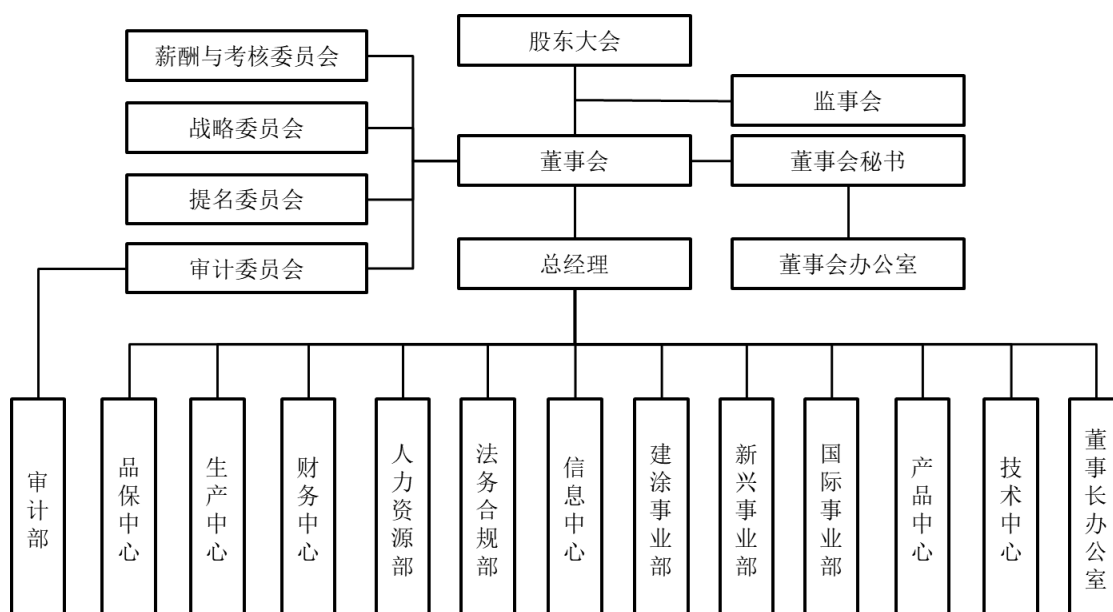 股东大会
薪酬与考核委员会
监事会
战略委员会
董事会
董事会秘书
提名委员会
审计委员会
总经理
董事会办公室
审计部
品保中心
生产中心
财务中心
人力资源部
法务合规部
信息中心
建涂事业部
新兴事业部
国际事业部
产品中心
技术中心
董事长办公室